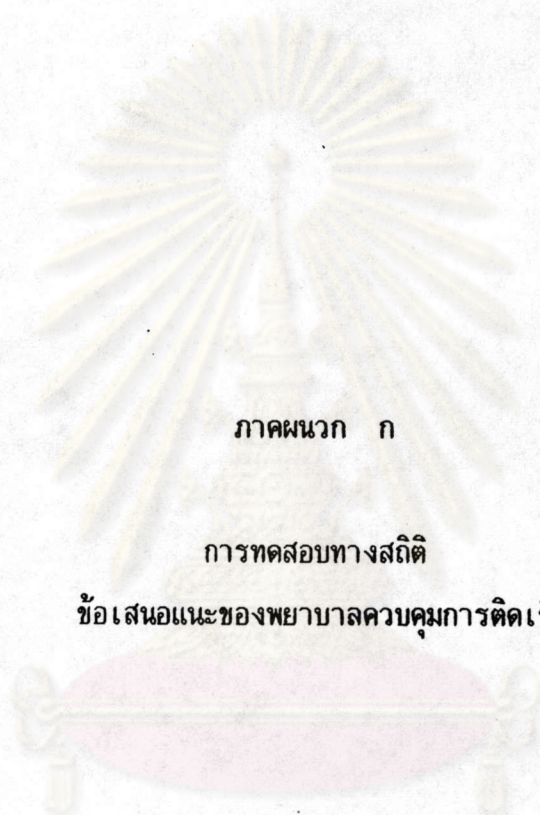 ภาคผนวก ก
การทดสอบทางสถิติ
ข้อเสนอแนะของพยาบาลควบคุมการติดเ